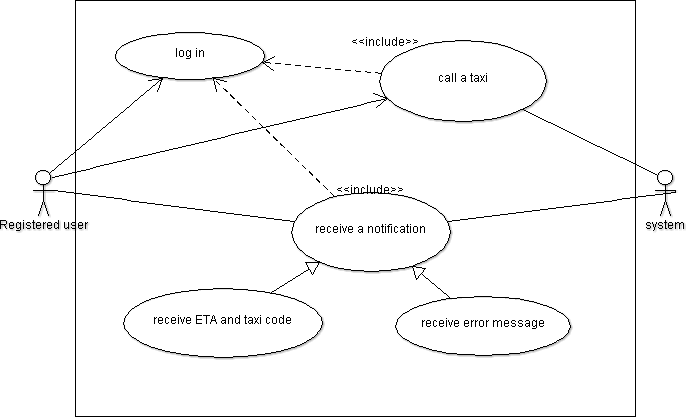 <<include>>
log in
call a taxi
<<include>>
Registered user
system
receive a notification
receive ETA and taxi code
receive error message